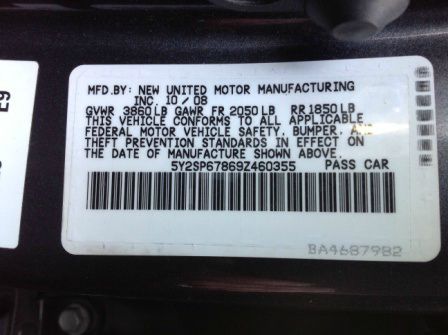 MFD.BY: NEW UNITED MOTOR MANUFACTURING
INC. 10/08
GVWR 3860LB GAWR FR 2050LB RR1850LB
THIS VEHICLE CONFORMS TO ALL APPLICABLE
FEDERAL MOTOR VEHICLE SAFETY, BUMPER, AND
THEFT PREVENTION STANDARDS IN EFFECT ON
THE DATE OF MANUFACTURE SHOWN ABOVE.
5Y2SP67869Z460355 PASS CAR
BA4687982